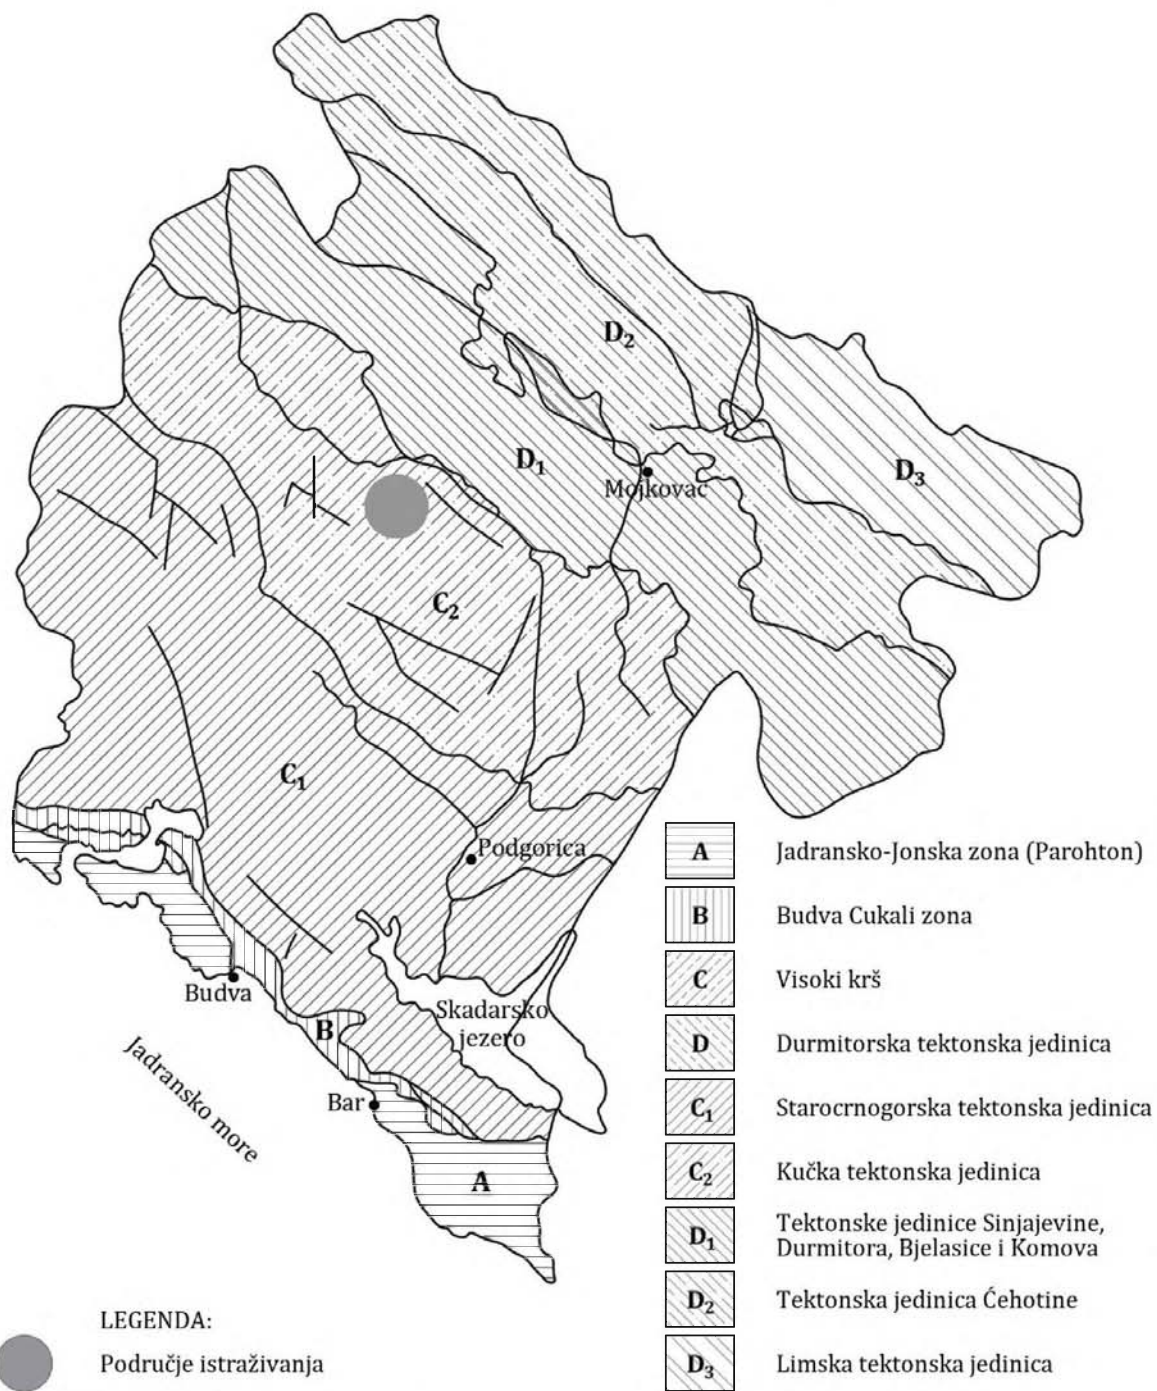 D2
D1
Mojkovac
D3
C2
C1
Podgorica
Budva
Skadarsko
jezero
B
Jadransko more
Bar
A
A Jadransko-Jonska zona (Parohton)
B Budva Cukali zona
C Visoki krš
D Durmitorska tektonska jedinica
C1 Starocrnogorska tektonska jedinica
C2 Kučka tektonska jedinica
D1 Tektonske jedinice Sinjajevine,
Durmitora, Bjelasice i Komova
D2 Tektonska jedinica Ćehotine
D3 Limska tektonska jedinica
LEGENDA:
Područje istraživanja